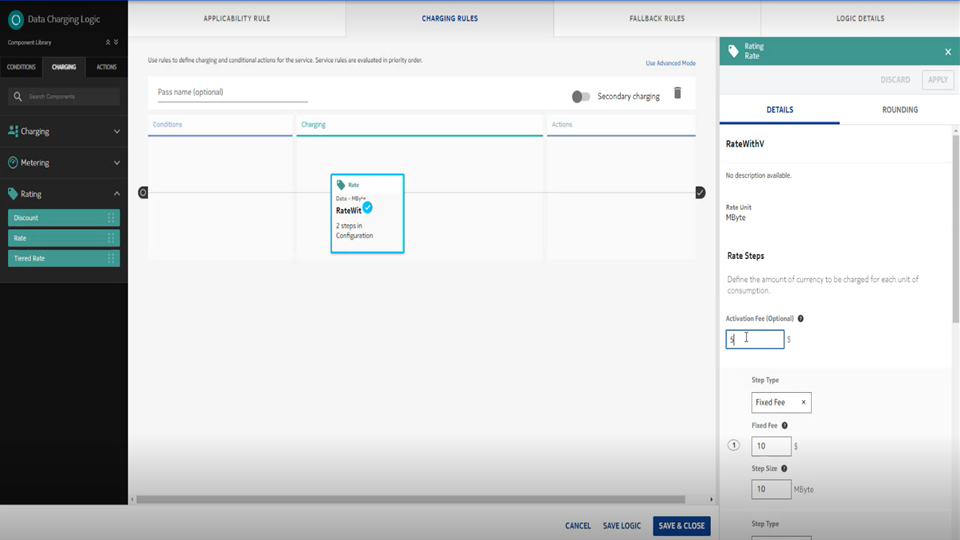 Data Charging Logic
Component Library
CONDITIONS
CHARGING
ACTIONS
Search Components
Charging
Metering
Rating
Discount
Rate
Tiered Rate
APPLICABILITY RULE
CHARGING RULES
FALLBACK RULES
LOGIC DETAILS
Use rules to define charging and conditional actions for the service. Service rules are evaluated in priority order.
Use Advanced Mode
Pass name (optional)
Secondary charging
Conditions
Charging
Actions
Rate
Data - MByte
RateWit
2 steps in
Configuration
CANCEL
SAVE LOGIC
SAVE & CLOSE
Rating
Rate
×
DISCARD
APPLY
DETAILS
ROUNDING
RateWithV
No description available.
Rate Unit
MByte
Rate Steps
Define the amount of currency to be charged for each unit of
consumption.
Activation Fee (Optional) ?
5 $
Step Type
Fixed Fee ×
Fixed Fee ?
1 10 $
Step Size ?
10 MByte
Step Type